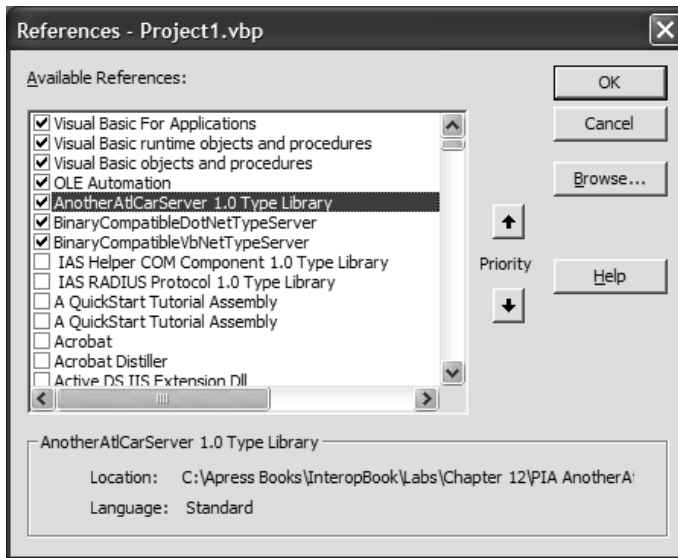 References - Project1.vbp
Available References:
OK
Cancel
Browse...
Help
Visual Basic For Applications
Visual Basic runtime objects and procedures
Visual Basic objects and procedures
OLE Automation
AnotherAtlCarServer 1.0 Type Library
BinaryCompatibleDotNetTypeServer
BinaryCompatibleVbNetTypeServer
IAS Helper COM Component 1.0 Type Library
IAS RADIUS Protocol 1.0 Type Library
A QuickStart Tutorial Assembly
A QuickStart Tutorial Assembly
Acrobat
Acrobat Distiller
Active DS IIS Extension Dll
Priority
AnotherAtlCarServer 1.0 Type Library
Location: C:\Apress Books\InteropBook\Labs\Chapter 12\PIA AnotherA
Language: Standard